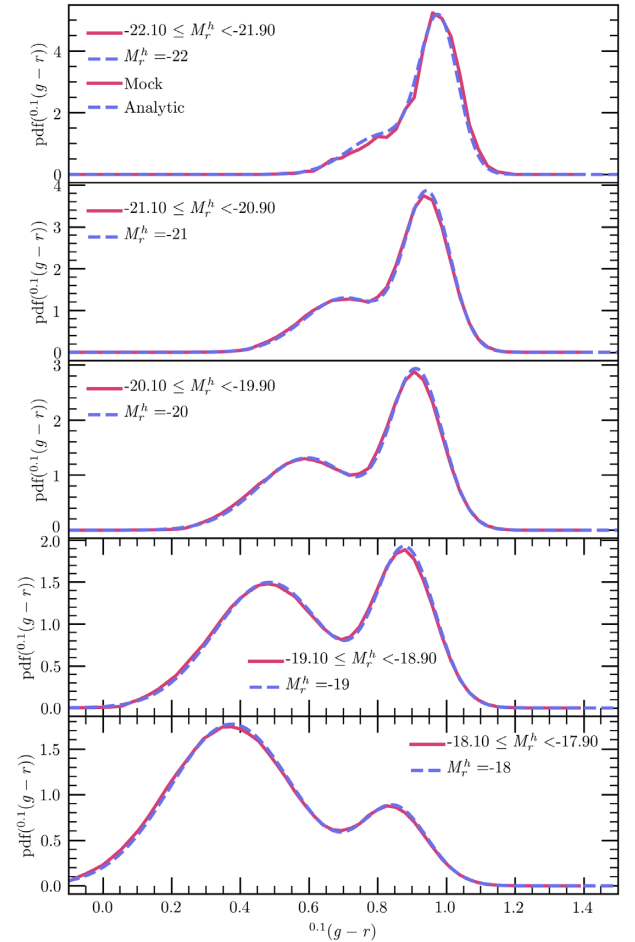 -22.10 ≤ M_r^h <-21.90
M_r^h =-22
Mock
Analytic
pdf(^{0.1}(g − r))
4
2
0
-21.10 ≤ M_r^h <-20.90
M_r^h =-21
pdf(^{0.1}(g − r))
4
3
2
1
0
-20.10 ≤ M_r^h <-19.90
M_r^h =-20
pdf(^{0.1}(g − r))
3
2
1
0
-19.10 ≤ M_r^h <-18.90
M_r^h =-19
pdf(^{0.1}(g − r))
2.0
1.5
1.0
0.5
0.0
-18.10 ≤ M_r^h <-17.90
M_r^h =-18
pdf(^{0.1}(g − r))
1.5
1.0
0.5
0.0
0.0 0.2 0.4 0.6 0.8 1.0 1.2 1.4
^{0.1}(g − r)